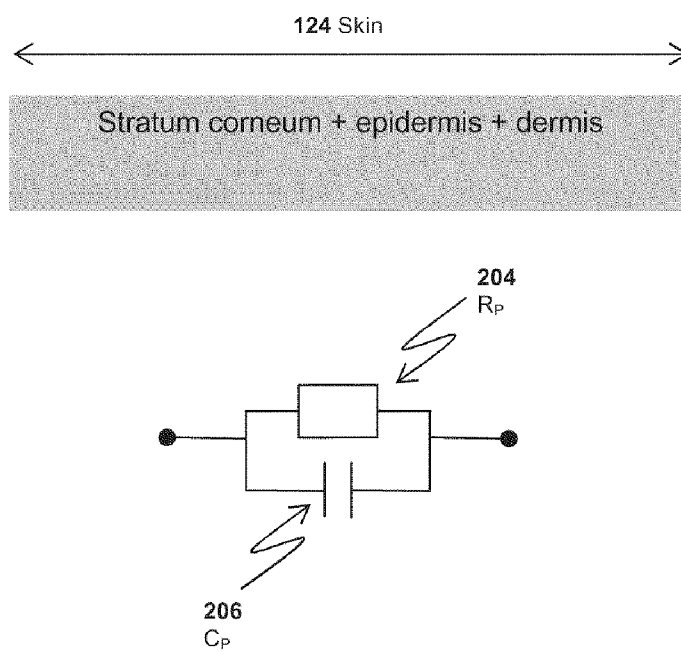 124 Skin
Stratum corneum + epidermis + dermis
204
RP
206
CP